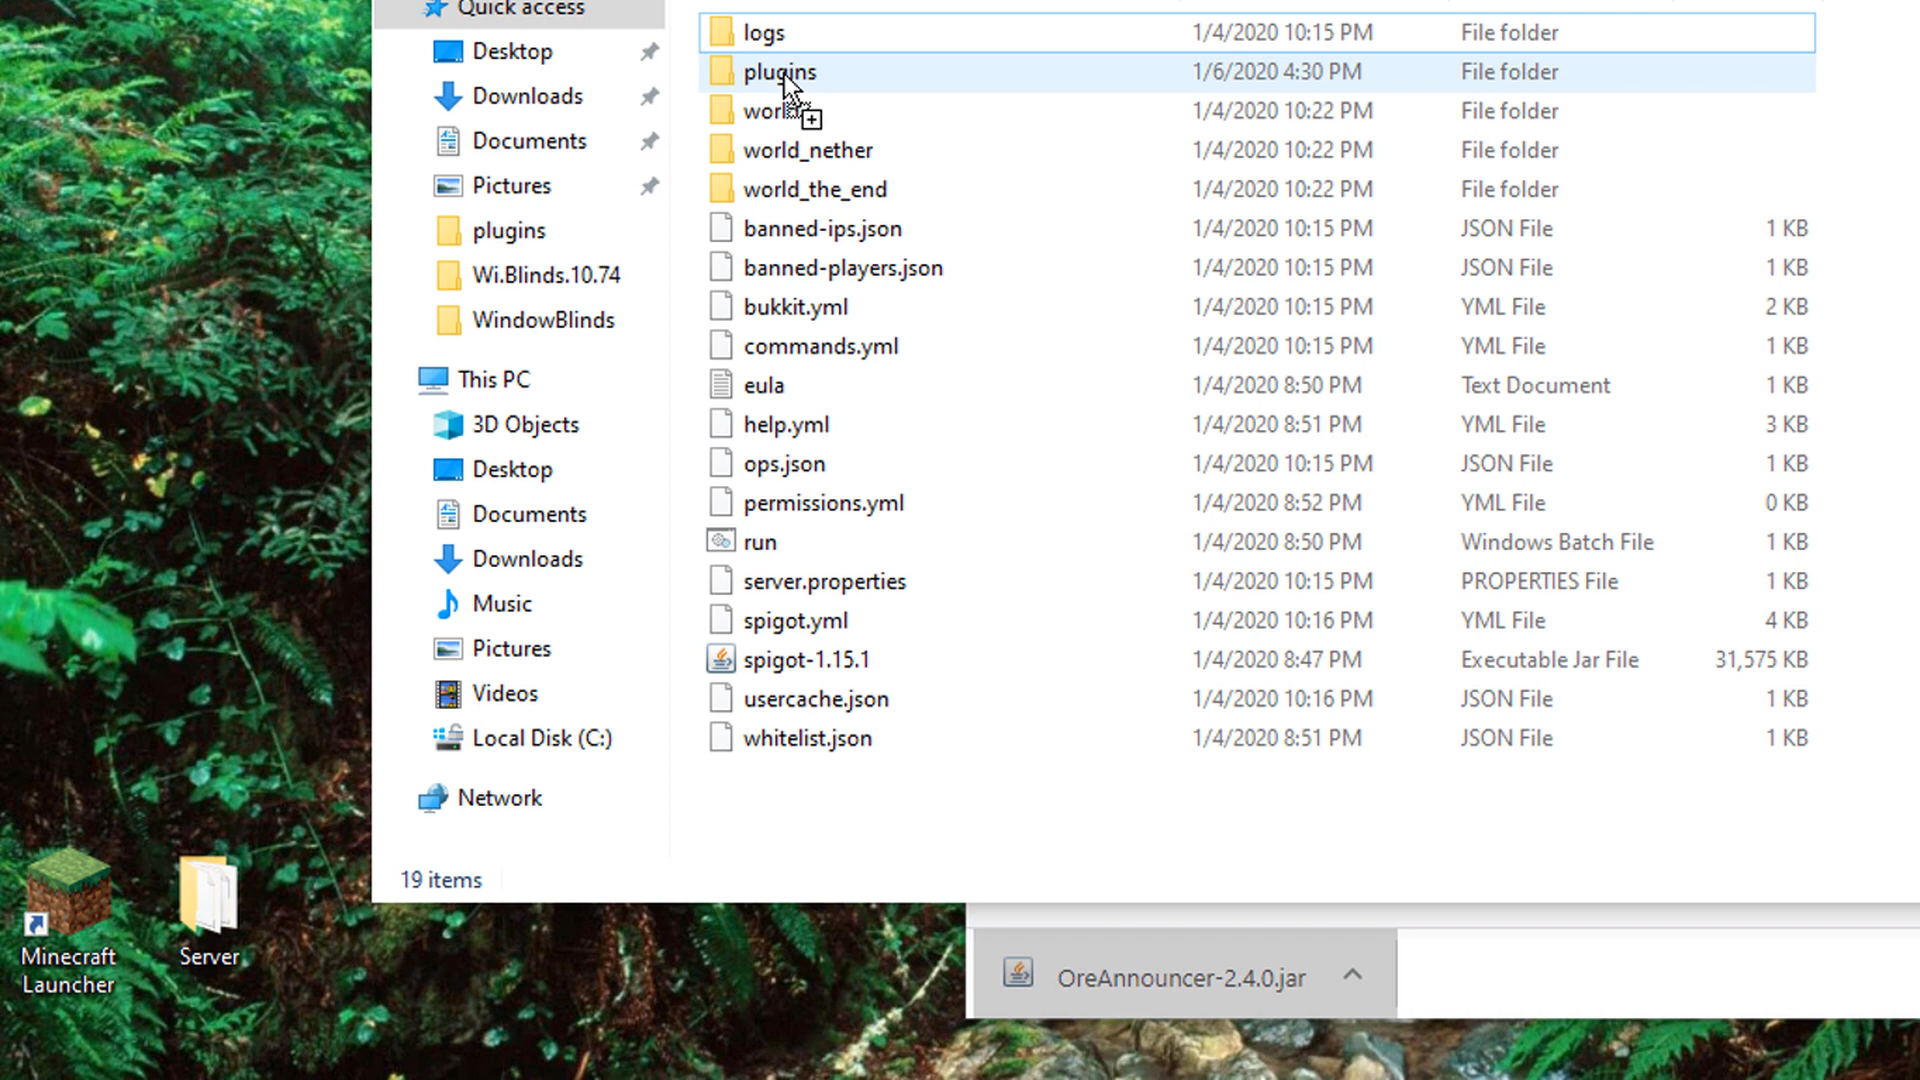 Quick access
Desktop
Downloads
Documents
Pictures
plugins
Wi.Blinds.10.74
WindowBlinds
This PC
3D Objects
Desktop
Documents
Downloads
Music
Pictures
Videos
Local Disk (C:)
Network
19 items
logs 1/4/2020 10:15 PM File folder
plugins 1/6/2020 4:30 PM File folder
1/4/2020 10:22 PM File folder
world_nether 1/4/2020 10:22 PM File folder
world_the_end 1/4/2020 10:22 PM File folder
banned-ips.json 1/4/2020 10:15 PM JSON File 1 KB
banned-players.json 1/4/2020 10:15 PM JSON File 1 KB
bukkit.yml 1/4/2020 10:15 PM YML File 2 KB
commands.yml 1/4/2020 10:15 PM YML File 1 KB
eula 1/4/2020 8:50 PM Text Document 1 KB
help.yml 1/4/2020 8:51 PM YML File 3 KB
ops.json 1/4/2020 10:15 PM JSON File 1 KB
permissions.yml 1/4/2020 8:52 PM YML File 0 KB
run 1/4/2020 8:50 PM Windows Batch File 1 KB
server.properties 1/4/2020 10:15 PM PROPERTIES File 1 KB
spigot.yml 1/4/2020 10:16 PM YML File 4 KB
spigot-1.15.1 1/4/2020 8:47 PM Executable Jar File 31,575 KB
usercache.json 1/4/2020 10:16 PM JSON File 1 KB
whitelist.json 1/4/2020 8:51 PM JSON File 1 KB
Minecraft
Launcher
Server
OreAnnouncer-2.4.0.jar